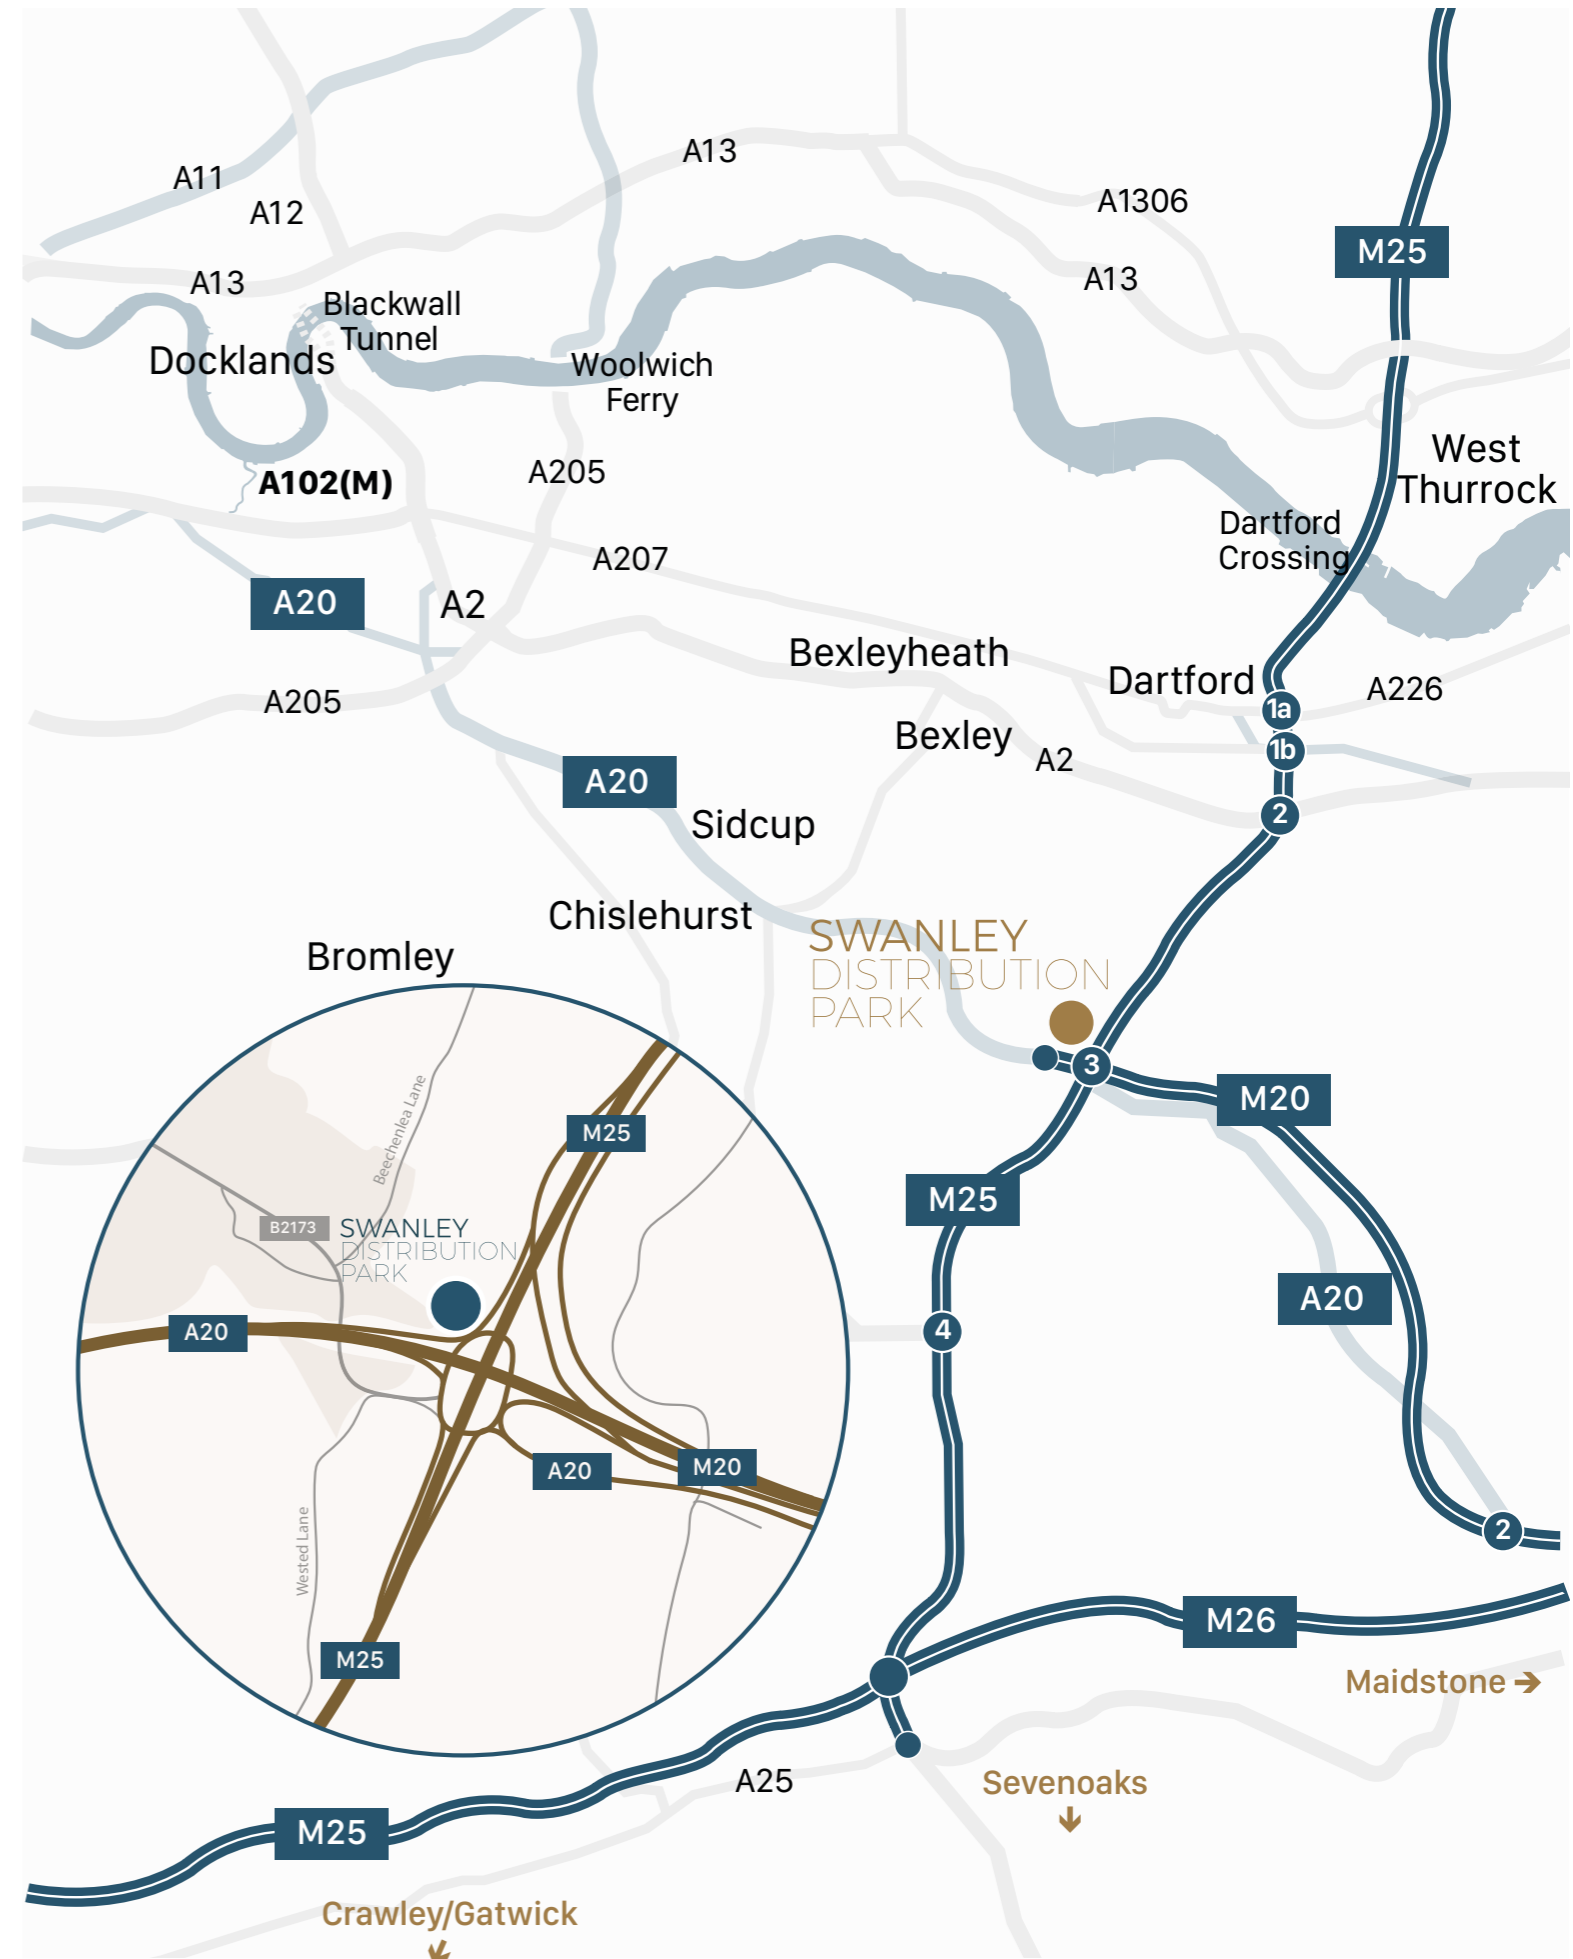 A13
A11
A1306
A12
M25
A13
A13
Blackwall
Tunnel
Docklands
Woolwich
Ferry
West
Thurrock
A205
A102(M)
Dartford
Crossing
A207
A20
A2
Bexleyheath
Dartford
A226
A205
1a
Bexley
1b
A2
A20
2
Sidcup
Chislehurst
SWANLEY
DISTRIBUTION
PARK
Bromley
3
M20
M25
A20
4
2
M26
Maidstone
A25
Sevenoaks
M25
Crawley/Gatwick
M25
Beechenlea Lane
B2173
SWANLEY
DISTRIBUTION
PARK
A20
A20
M20
Wested Lane
M25